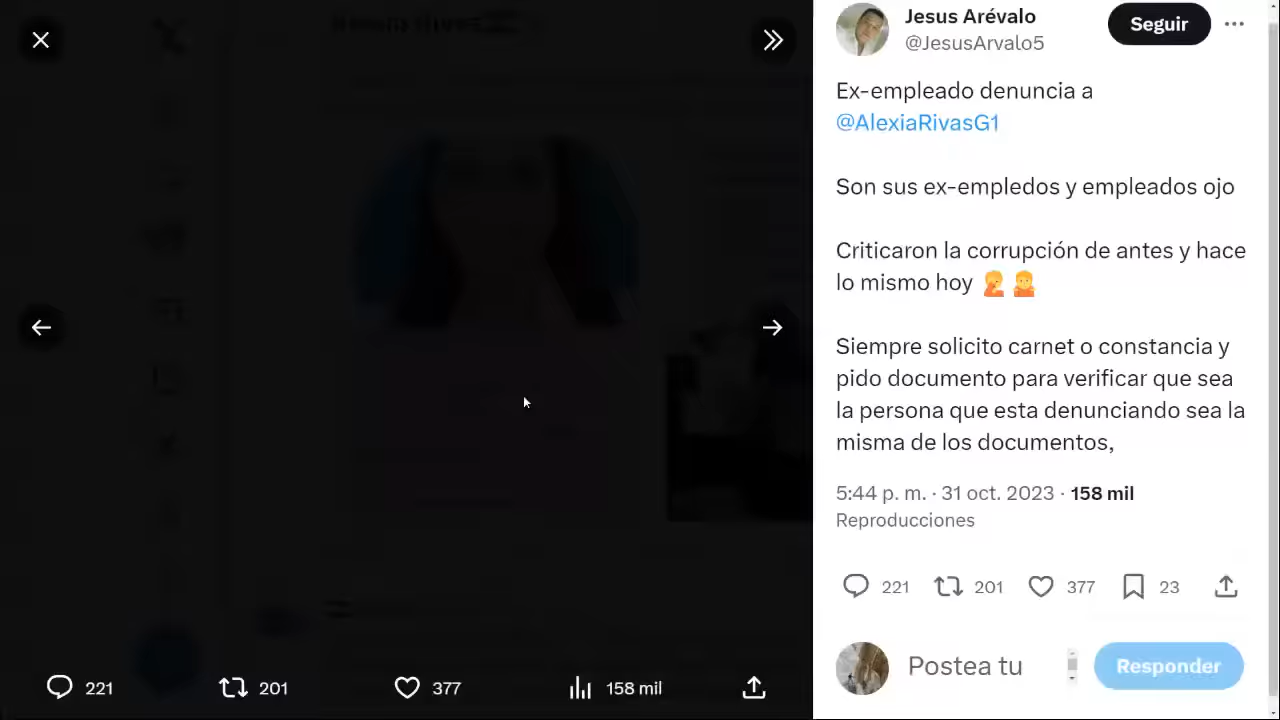 Jesus Arévalo
@JesusArvalo5
Seguir
Ex-empleado denuncia a
@AlexiaRivasG1
Son sus ex-empledos y empleados ojo
Criticaron la corrupción de antes y hace
lo mismo hoy 🤦 🤷
Siempre solicito carnet o constancia y
pido documento para verificar que sea
la persona que esta denunciando sea la
misma de los documentos,
5:44 p. m. · 31 oct. 2023 · 158 mil
Reproducciones
221 201 377 23
Postea tu
Responder
221 201 377 158 mil